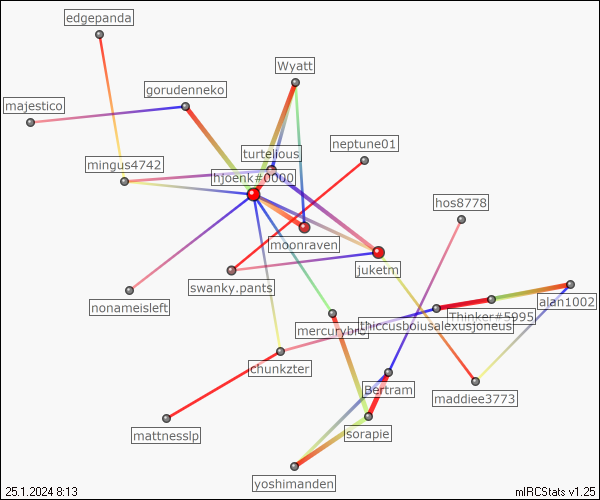 edgepanda
Wyatt
gorudenneko
majestico
neptune01
turtelious
mingus4742
hjoenk#0000
hos8778
moonraven
juketm
swanky.pants
alan1002
nonameisleft
Thinker#5995
thiccusboiusalexusjoneus
mercurybro
chunkzter
Bertram
maddiee3773
mattnesslp
sorapie
yoshimanden
25.1.2024 8:13
mIRCStats v1.25